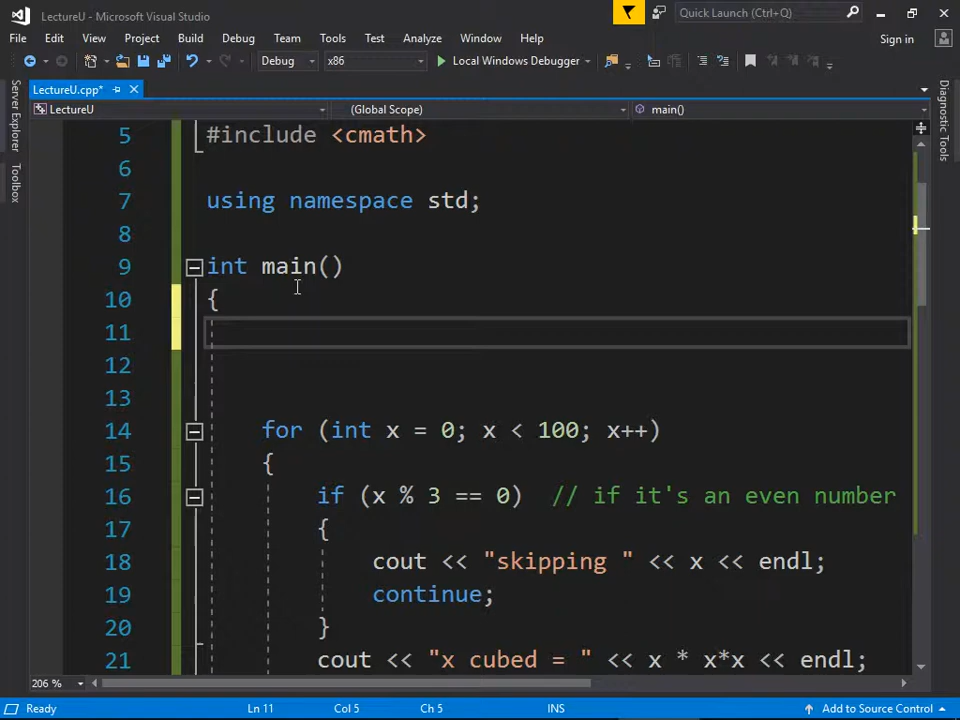 LectureU - Microsoft Visual Studio
Quick Launch (Ctrl+Q)
File Edit View Project Build Debug Team Tools Test Analyze Window Help
Sign in
Debug x86 Local Windows Debugger
LectureU.cpp*
LectureU (Global Scope) main()
Server Explorer
Toolbox
Diagnostic Tools
5 #include <cmath>
6
7 using namespace std;
8
9 int main()
10 {
11
12
13
14 for (int x = 0; x < 100; x++)
15 {
16 if (x % 3 == 0) // if it's an even number
17 {
18 cout << "skipping " << x << endl;
19 continue;
20 }
21 cout << "x cubed = " << x * x*x << endl;
206 %
Ready Ln 11 Col 5 Ch 5 INS Add to Source Control